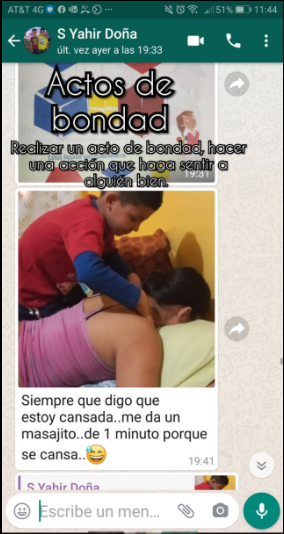 AT&T 4G 51% 11:44
S Yahir Doña
últ. vez ayer a las 19:33
Actos de
bondad
Realizar un acto de bondad, hacer
una acción que haga sentir a
alguién bien.
19:31
Siempre que digo que
estoy cansada..me da un
masajito..de 1 minuto porque
se cansa..😅
19:41
S Yahir Doña
Escribe un men...